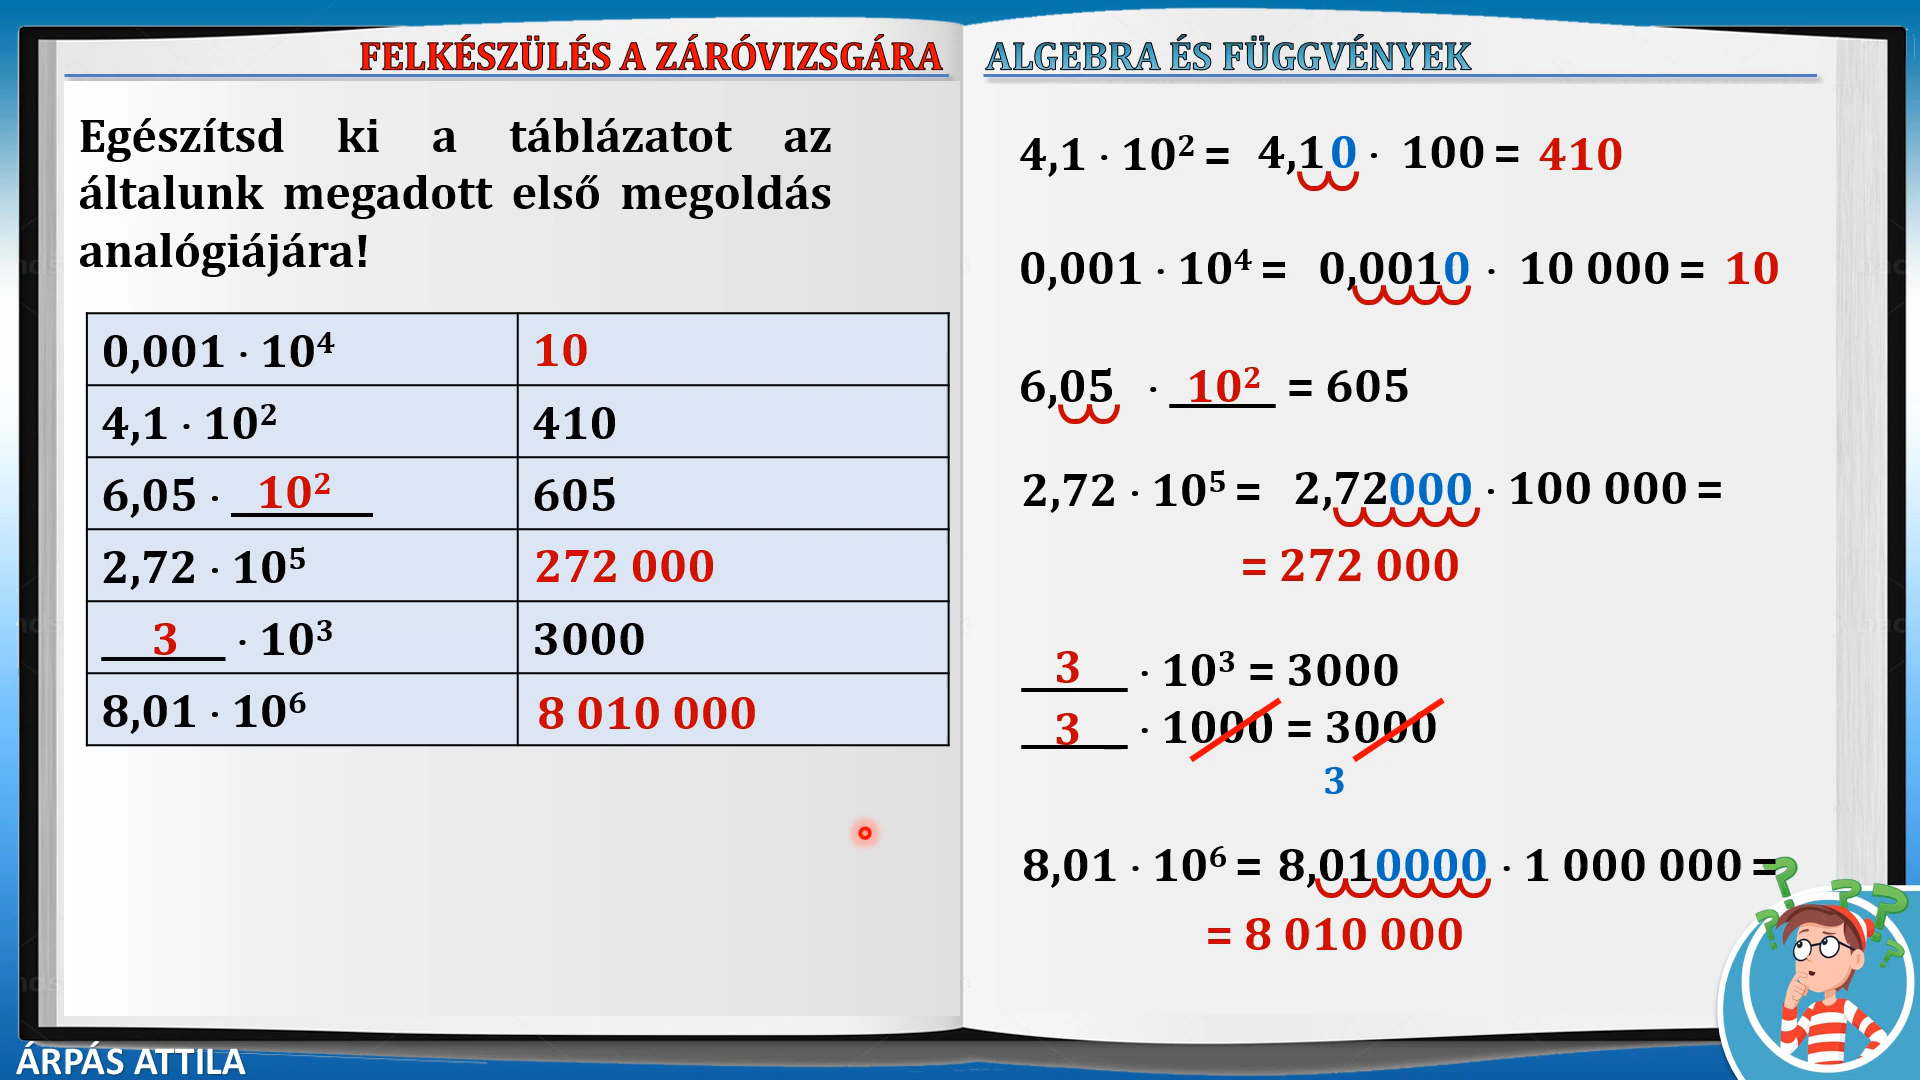 FELKÉSZÜLÉS A ZÁRÓVIZSGÁRA
Egészítsd ki a táblázatot az
általunk megadott első megoldás
analógiájára!
0,001 · 10⁴ 10
4,1 · 10² 410
6,05 · 10² 605
2,72 · 10⁵ 272 000
3 · 10³ 3000
8,01 · 10⁶ 8 010 000
ALGEBRA ÉS FÜGGVÉNYEK
4,1 · 10² = 4,10 · 100 = 410
0,001 · 10⁴ = 0,0010 · 10 000 = 10
6,05 · 10² = 605
2,72 · 10⁵ = 2,72000 · 100 000 =
= 272 000
3 · 10³ = 3000
3 · 1000 = 3000
3
8,01 · 10⁶ = 8,010000 · 1 000 000 =
= 8 010 000
? ? ? ? ?
ÁRPÁS ATTILA